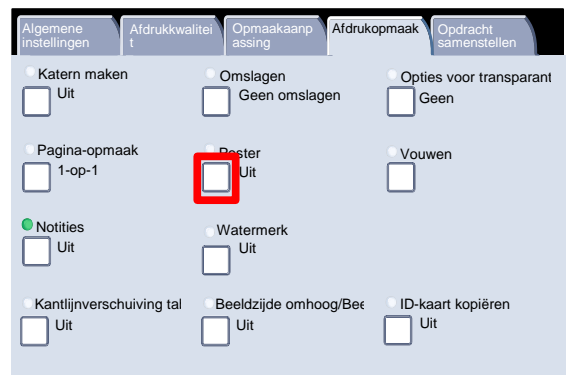 Algemene
instellingen
Afdrukkwalitei
t
Opmaakaanp
assing
Afdrukopmaak
Opdracht
samenstellen
Katern maken
Uit
Omslagen
Geen omslagen
Opties voor transparant
Geen
Pagina-opmaak
1-op-1
Poster
Uit
Vouwen
Notities
Uit
Watermerk
Uit
Kantlijnverschuiving tal
Uit
Beeldzijde omhoog/Bee
Uit
ID-kaart kopiëren
Uit